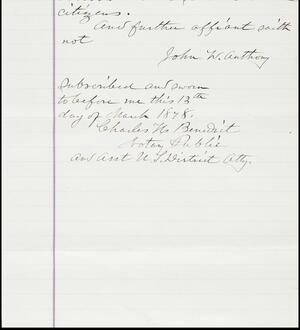 citizens.
And further affiant saith
not
John W. Anthony
Subscribed and sworn
to before me this 13th
day of March 1878.
Charles H. Benedict
Notary Public
and Asst U.S. District Atty.